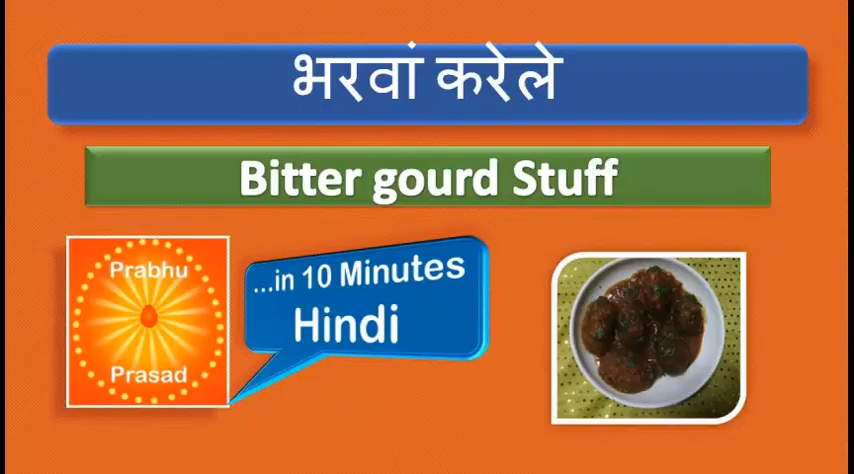 भरवां करेले
Bitter gourd Stuff
Prabhu
Prasad
...in 10 Minutes
Hindi